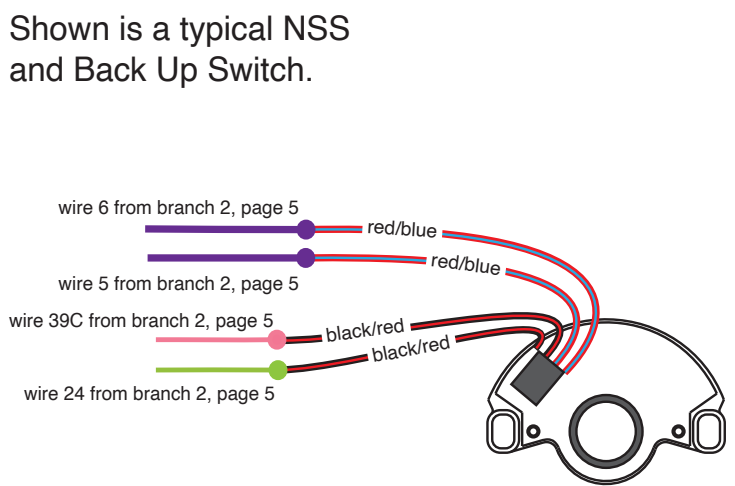 Shown is a typical NSS
and Back Up Switch.
wire 6 from branch 2, page 5
red/blue
red/blue
wire 5 from branch 2, page 5
wire 39C from branch 2, page 5
black/red
black/red
wire 24 from branch 2, page 5